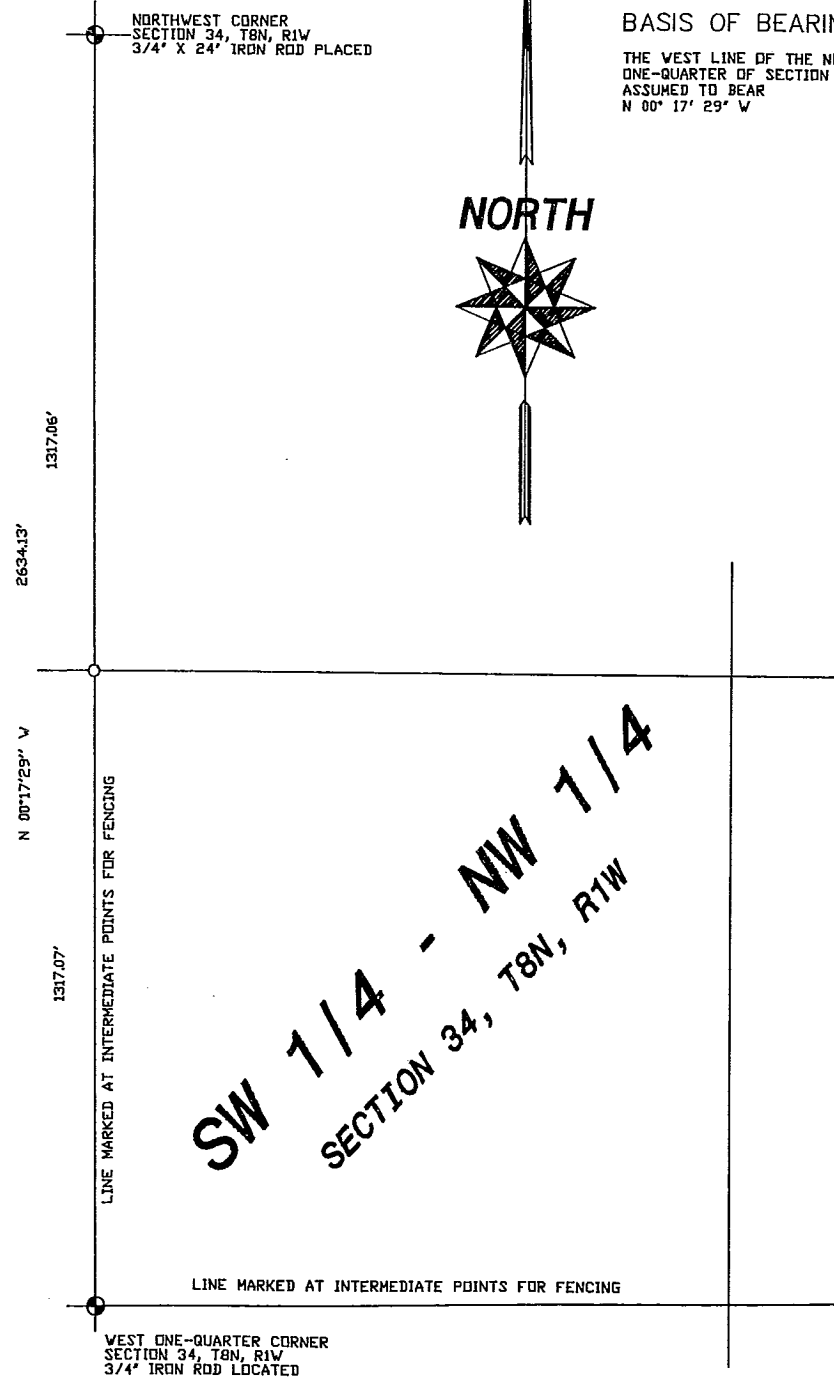 NORTHWEST CORNER
SECTION 34, T8N, R1W
3/4" X 24" IRON ROD PLACED
BASIS OF
THE WEST LINE OF THE
ONE-QUARTER OF SECTION
ASSUMED TO BEAR
N 00° 17' 29" W
NORTH
1317.06'
2634.13'
N 00°17'29" W
1317.07'
LINE MARKED AT INTERMEDIATE POINTS FOR FENCING
SW 1/4 - NW 1/4
SECTION 34, T8N, R1W
LINE MARKED AT INTERMEDIATE POINTS FOR FENCING
WEST ONE-QUARTER CORNER
SECTION 34, T8N, R1W
3/4" IRON ROD LOCATED